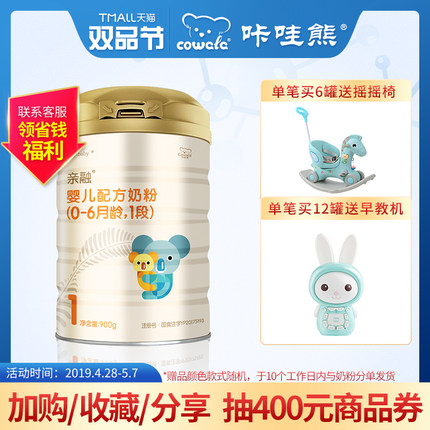 TMALL天猫
双品节
cowala
咔哇熊®
联系客服
领省钱
福利
亲融®
婴儿配方奶粉
(0-6月龄,1段)
1 净含量:900g
单笔买6罐送摇摇椅
单笔买12罐送早教机
活动时间:2019.4.28-5.7
*赠品颜色款式随机，于10个工作日内与奶粉分单发货
加购/收藏/分享 抽400元商品券